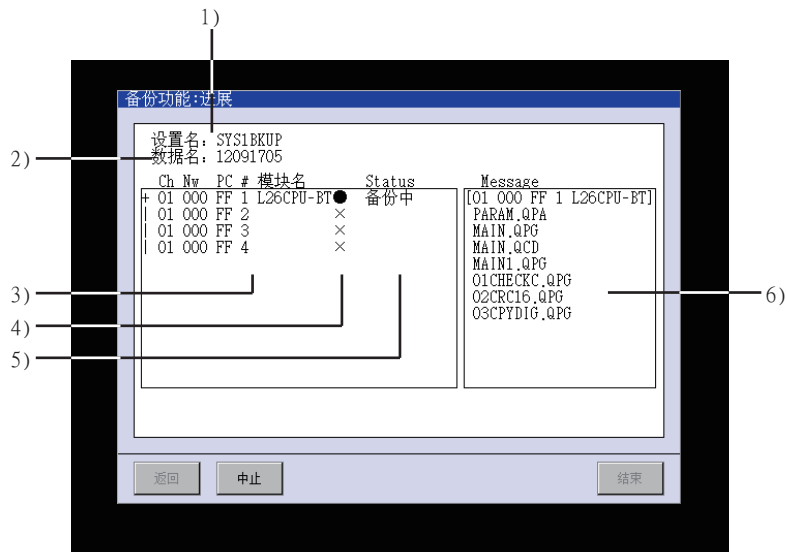 1)
备份功能:进展
设置名: SYS1BKUP
2)
数据名: 12091705
Ch Nw PC # 模块名 Status Message
+ 01 000 FF 1 L26CPU-BT● 备份中 [01 000 FF 1 L26CPU-BT]
| 01 000 FF 2 × PARAM.QPA
| 01 000 FF 3 × MAIN.QPG
| 01 000 FF 4 × MAIN.QCD
MAIN1.QPG
01CHECKC.QPG
3)
02CRC16.QPG
6)
03CPYDIG.QPG
4)
5)
返回 中止 结束